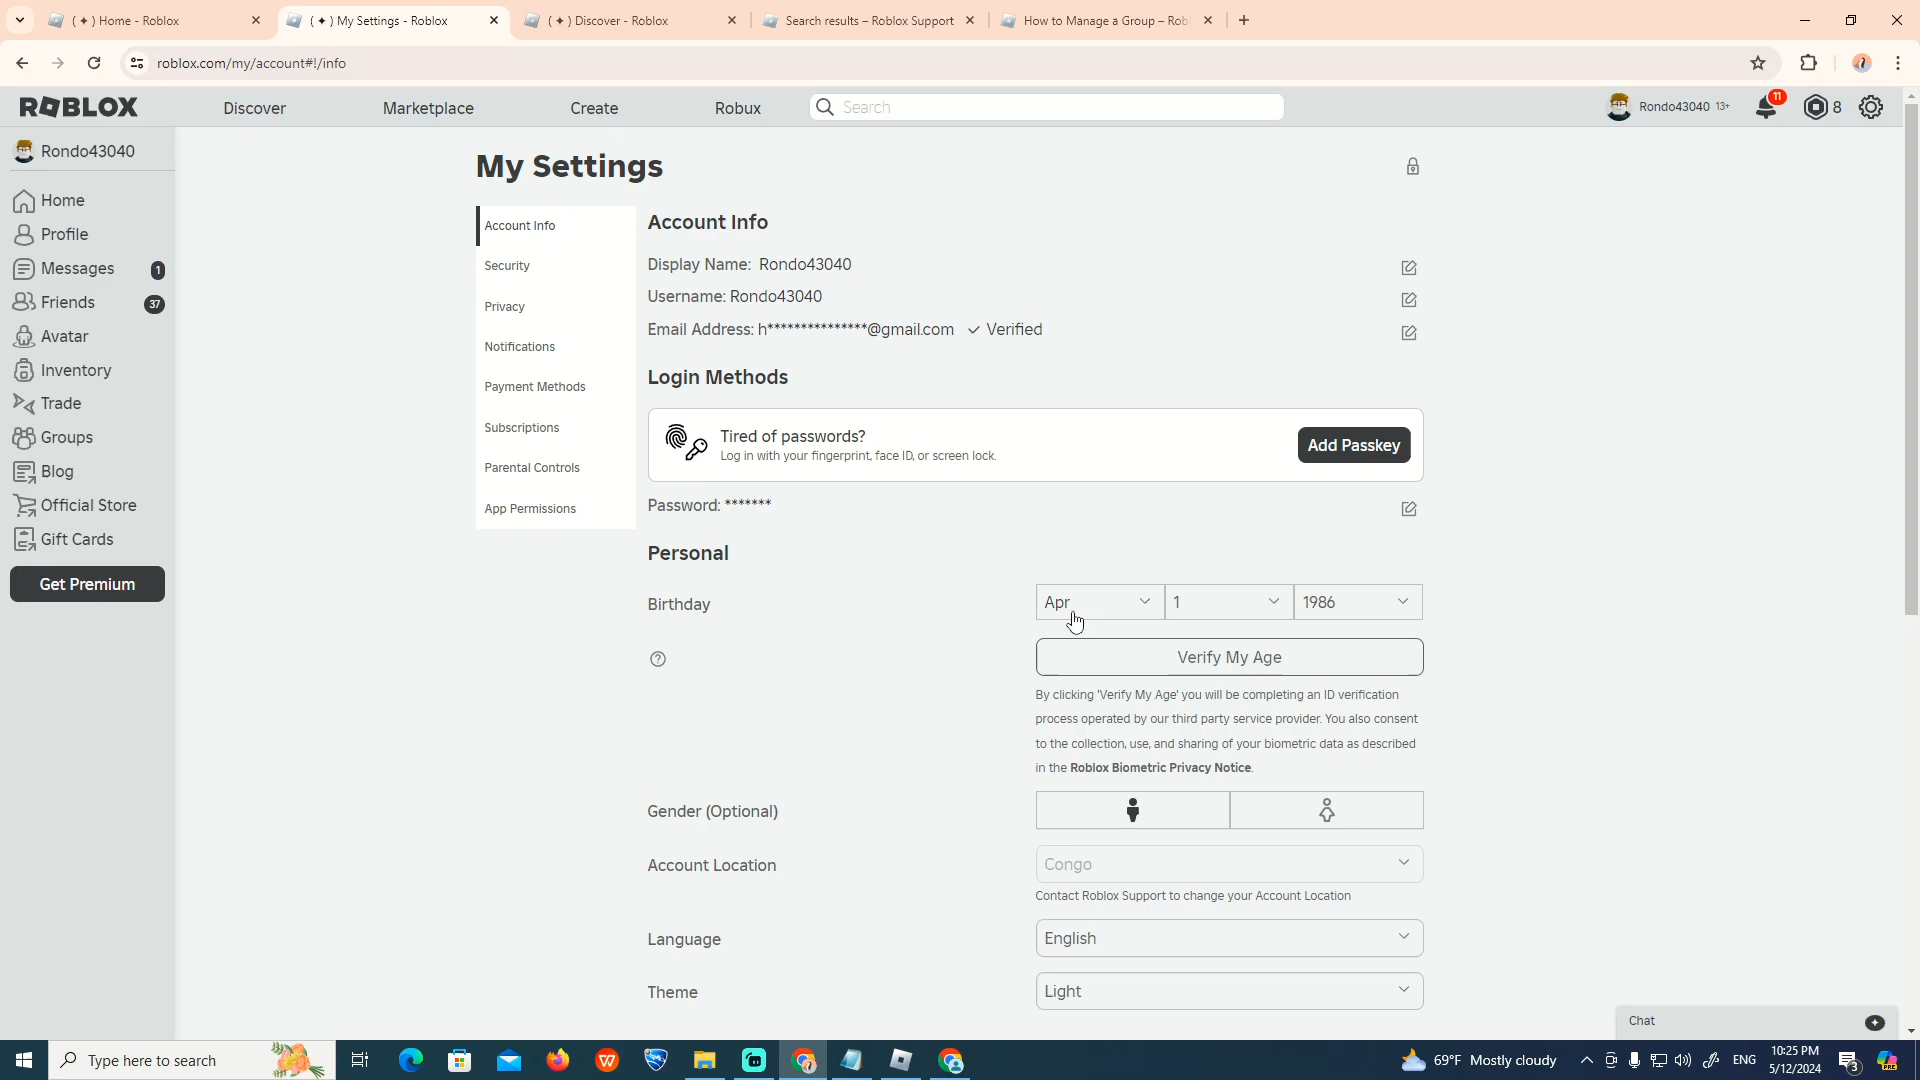 ( ✦ ) Home - Roblox
( ✦ ) My Settings - Roblox
( ✦ ) Discover - Roblox
Search results – Roblox Support
How to Manage a Group – Rob
roblox.com/my/account#!/info
ROBLOX
Discover
Marketplace
Create
Robux
Search
Rondo43040 13+
11
8
Rondo43040
Home
Profile
Messages 1
Friends 37
Avatar
Inventory
Trade
Groups
Blog
Official Store
Gift Cards
Get Premium
My Settings
Account Info
Security
Privacy
Notifications
Payment Methods
Subscriptions
Parental Controls
App Permissions
Account Info
Display Name: Rondo43040
Username: Rondo43040
Email Address: h***************@gmail.com ✓ Verified
Login Methods
Tired of passwords?
Log in with your fingerprint, face ID, or screen lock.
Add Passkey
Password: *******
Personal
Birthday
Apr
1
1986
Verify My Age
By clicking 'Verify My Age' you will be completing an ID verification
process operated by our third party service provider. You also consent
to the collection, use, and sharing of your biometric data as described
in the Roblox Biometric Privacy Notice.
Gender (Optional)
Account Location
Congo
Contact Roblox Support to change your Account Location
Language
English
Theme
Light
Chat
Type here to search
69°F Mostly cloudy
ENG
10:25 PM
5/12/2024
3
PRE